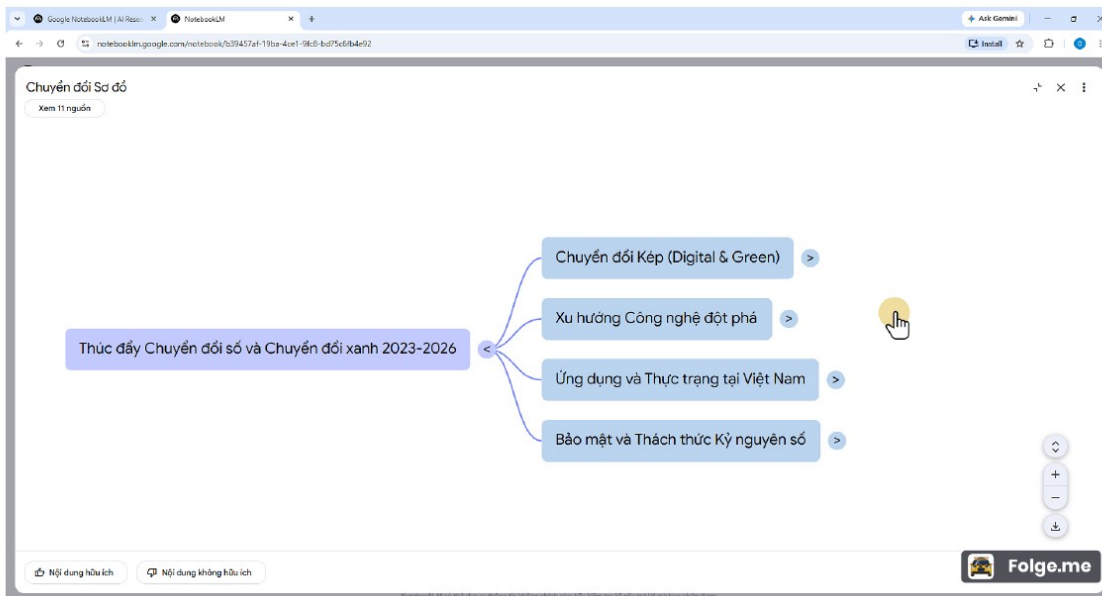 Google NotebookLM | AI Resea
NotebookLM
Ask Gemini
notebooklm.google.com/notebook/b39457af-19ba-4ce1-9fc8-bd75c6fb4e92
Install
Chuyển đổi Sơ đồ
Xem 11 nguồn
Chuyển đổi Kép (Digital & Green)
>
Xu hướng Công nghệ đột phá
>
Thúc đẩy Chuyển đổi số và Chuyển đổi xanh 2023-2026
<
Ứng dụng và Thực trạng tại Việt Nam
>
Bảo mật và Thách thức Kỷ nguyên số
>
Nội dung hữu ích
Nội dung không hữu ích
Folge.me